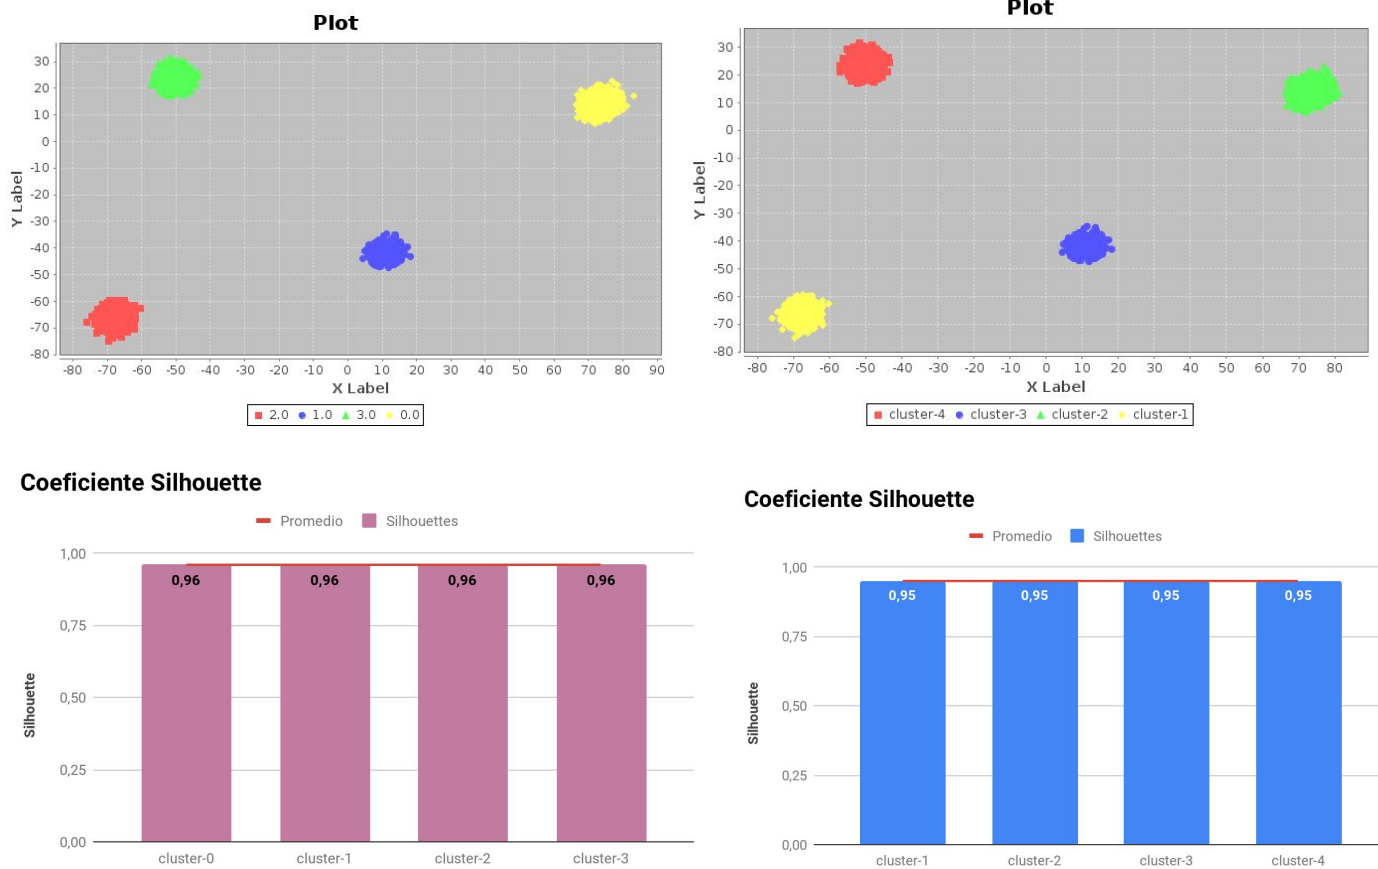 Plot
30
20
10
0
-10
-20
-30
-40
-50
-60
-70
-80
Y Label
-80 -70 -60 -50 -40 -30 -20 -10 0 10 20 30 40 50 60 70 80 90
X Label
2.0 1.0 3.0 0.0
Plot
30
20
10
0
-10
-20
-30
-40
-50
-60
-70
-80
Y Label
-80 -70 -60 -50 -40 -30 -20 -10 0 10 20 30 40 50 60 70 80
X Label
cluster-4 cluster-3 cluster-2 cluster-1
Coeficiente Silhouette
Promedio Silhouettes
1,00
0,75
0,50
0,25
0,00
Silhouette
0,96 0,96 0,96 0,96
cluster-0 cluster-1 cluster-2 cluster-3
Coeficiente Silhouette
Promedio Silhouettes
1,00
0,75
0,50
0,25
0,00
Silhouette
0,95 0,95 0,95 0,95
cluster-1 cluster-2 cluster-3 cluster-4